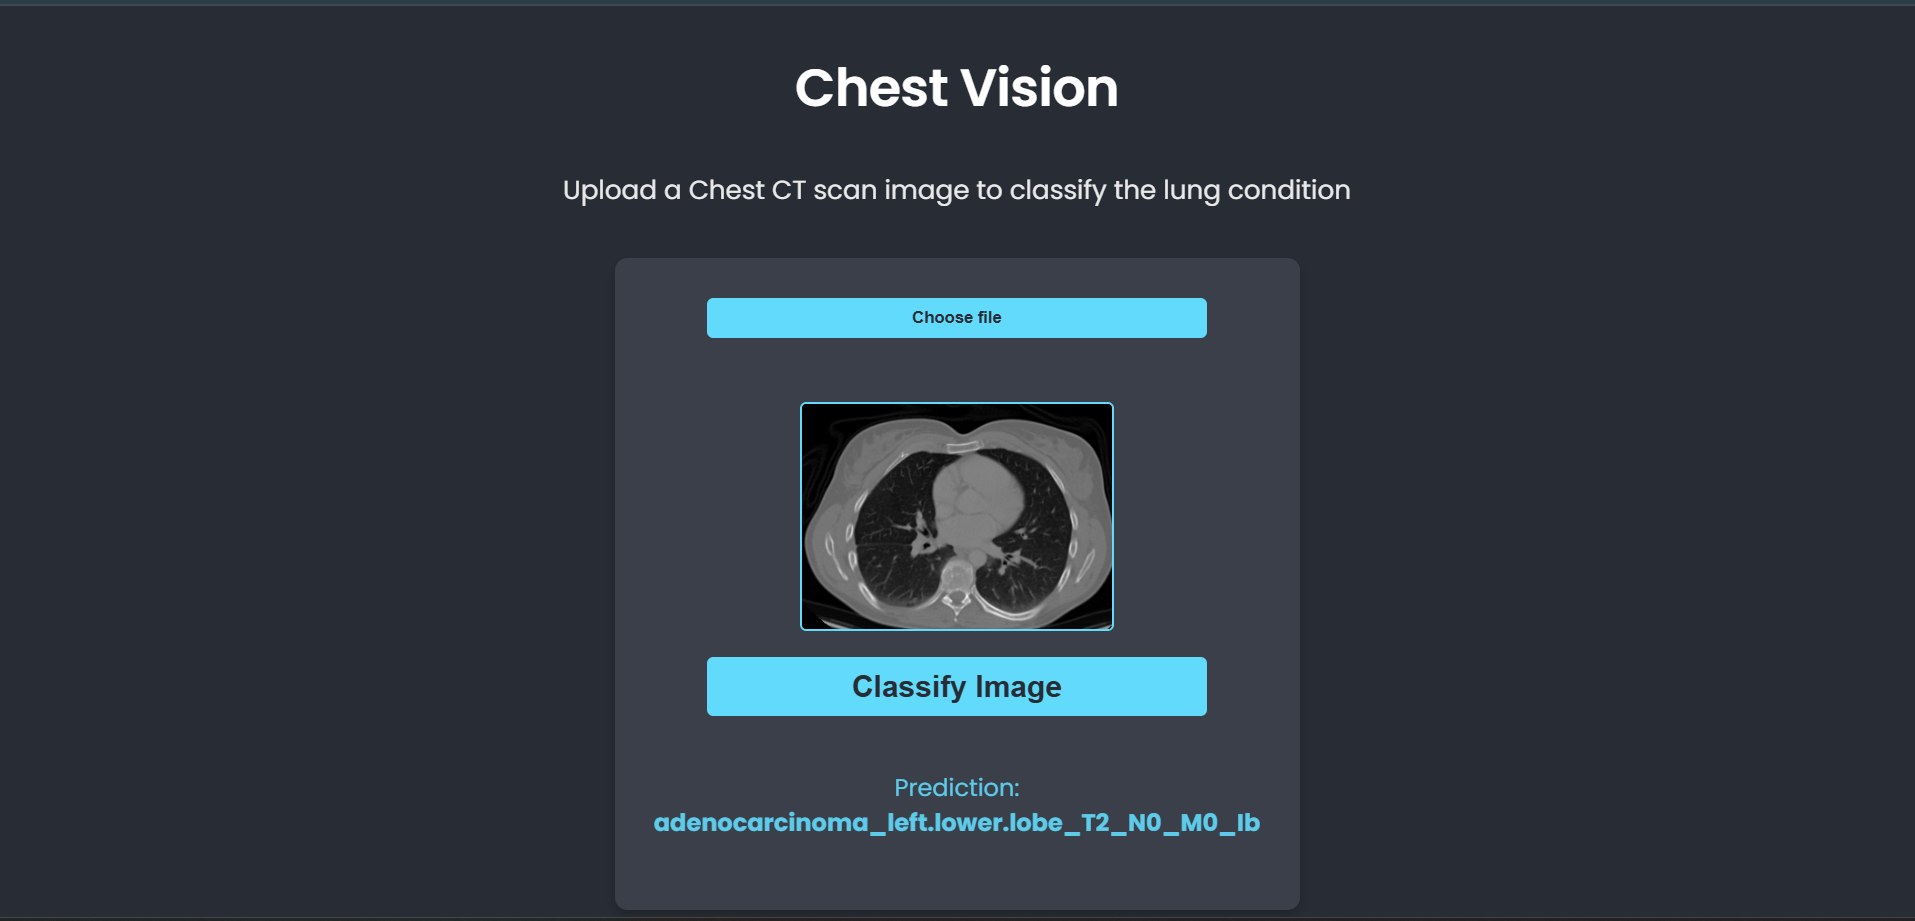 Chest Vision
Upload a Chest CT scan image to classify the lung condition
Choose file
Classify Image
Prediction:
adenocarcinoma_left.lower.lobe_T2_N0_M0_Ib